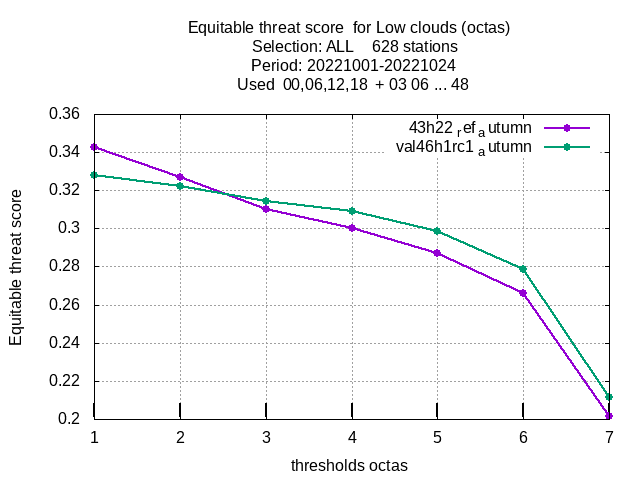 Equitable threat score  for Low clouds (octas)
Selection: ALL    628 stations
Period: 20221001-20221024
Used  00,06,12,18  + 03 06 ... 48
43h22 ref autumn
val46h1rc1 autumn
0.36
0.34
0.32
0.3
0.28
0.26
0.24
0.22
0.2
Equitable threat score
1 2 3 4 5 6 7
thresholds octas